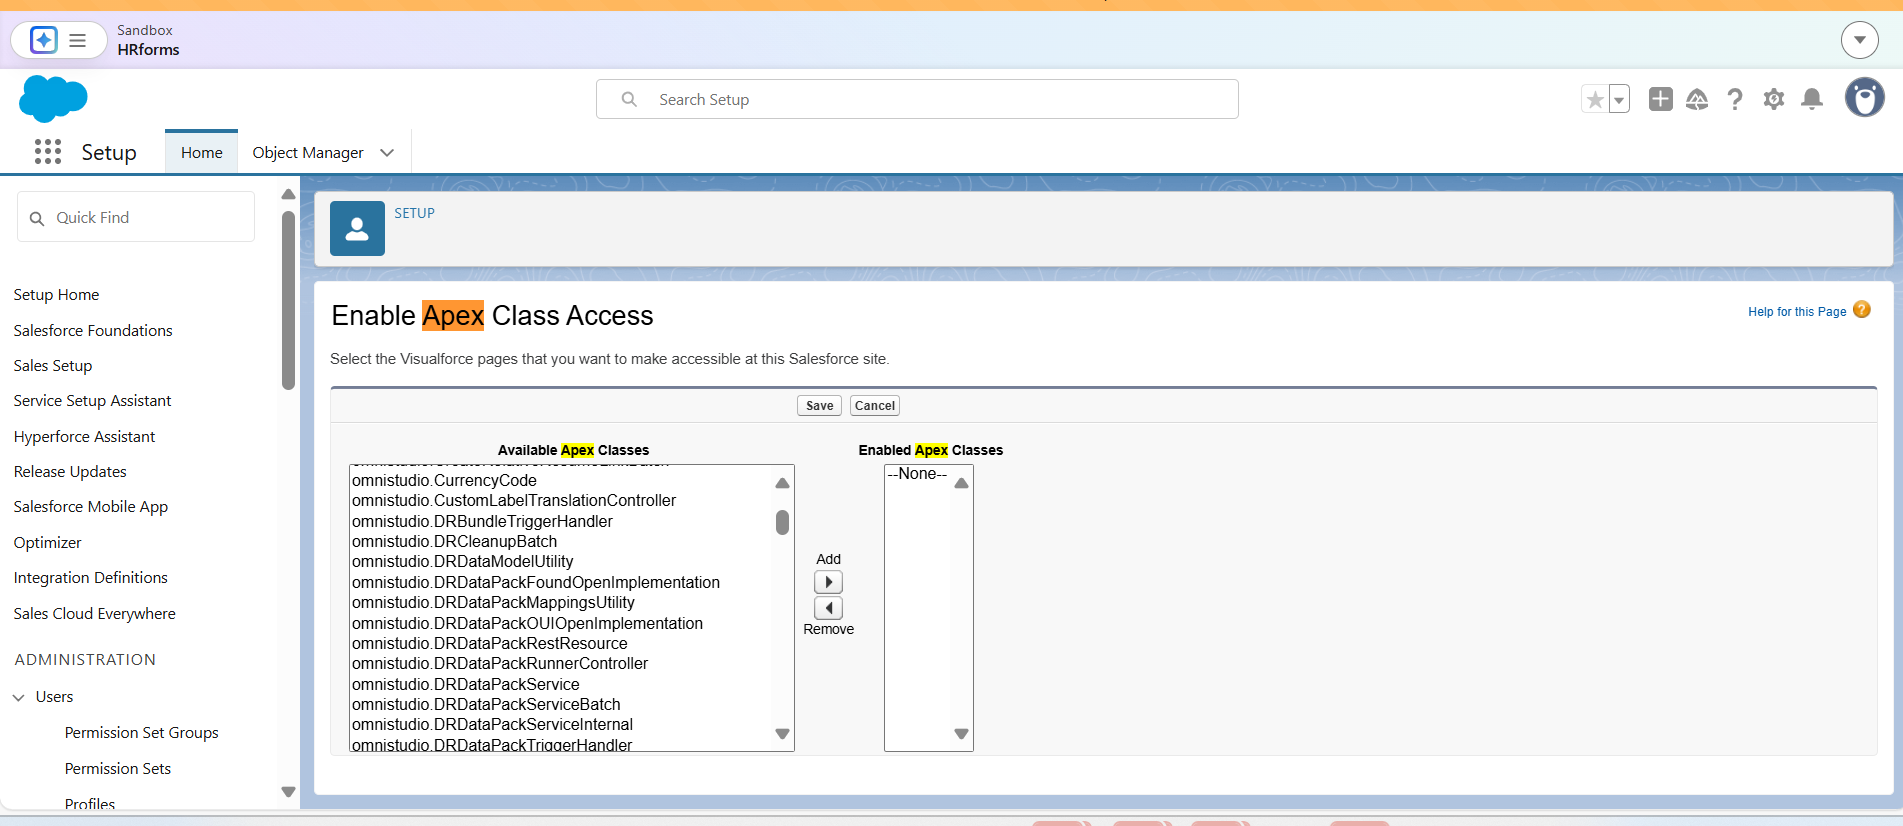 Sandbox
HRforms
Search Setup
Setup
Home
Object Manager
Quick Find
Setup Home
Salesforce Foundations
Sales Setup
Service Setup Assistant
Hyperforce Assistant
Release Updates
Salesforce Mobile App
Optimizer
Integration Definitions
Sales Cloud Everywhere
ADMINISTRATION
Users
Permission Set Groups
Permission Sets
Profiles
SETUP
Enable Apex Class Access
Help for this Page
Select the Visualforce pages that you want to make accessible at this Salesforce site.
Save Cancel
Available Apex Classes
omnistudio.CurrencyCode
omnistudio.CustomLabelTranslationController
omnistudio.DRBundleTriggerHandler
omnistudio.DRCleanupBatch
omnistudio.DRDataModelUtility
omnistudio.DRDataPackFoundOpenImplementation
omnistudio.DRDataPackMappingsUtility
omnistudio.DRDataPackOUIOpenImplementation
omnistudio.DRDataPackRestResource
omnistudio.DRDataPackRunnerController
omnistudio.DRDataPackService
omnistudio.DRDataPackServiceBatch
omnistudio.DRDataPackServiceInternal
omnistudio.DRDataPackTriggerHandler
Add
Remove
Enabled Apex Classes
--None--